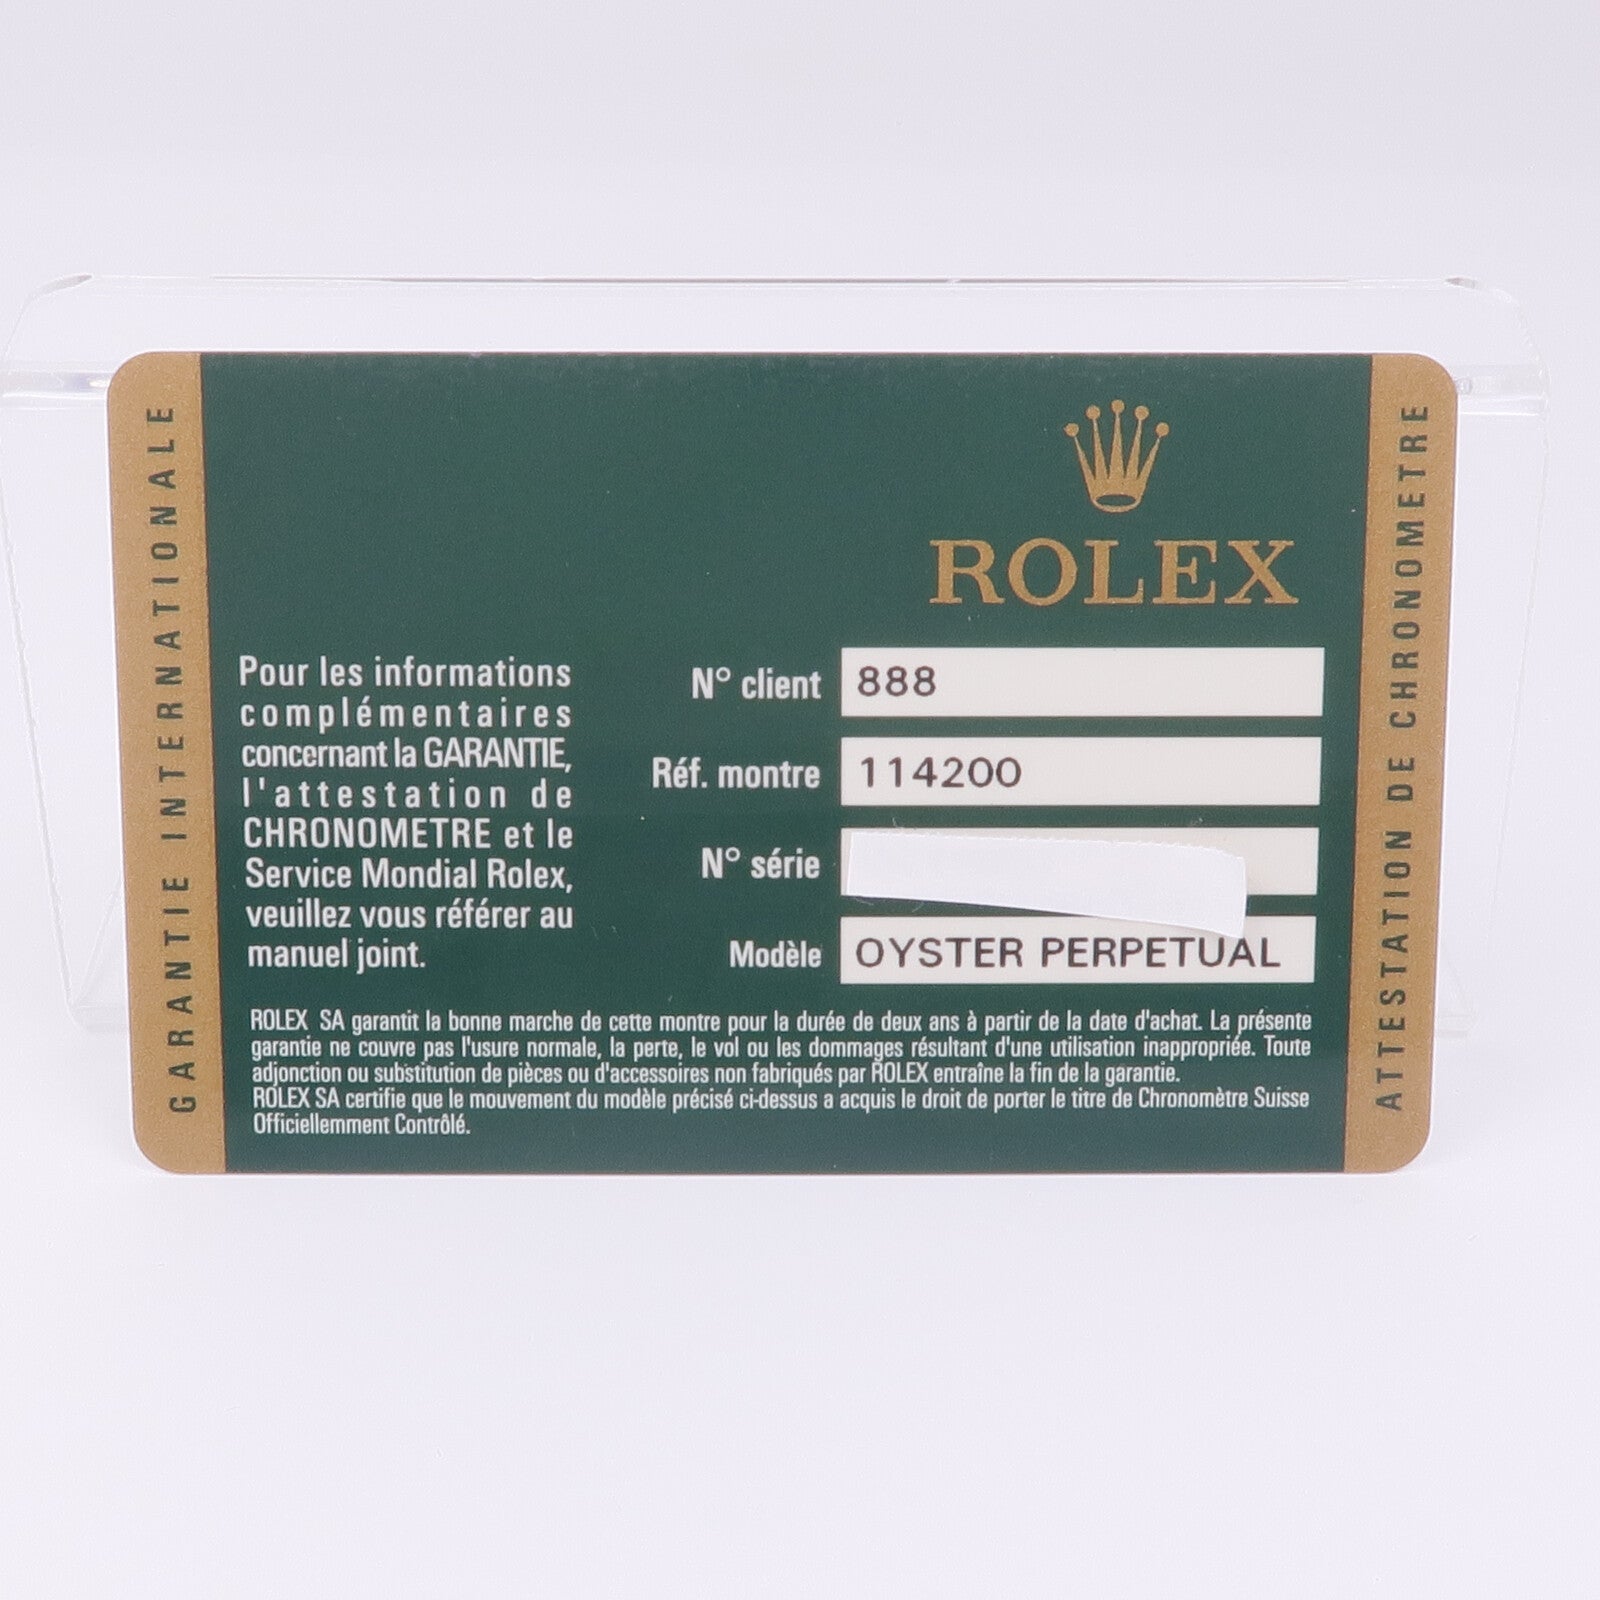 GARANTIE INTERNATIONALE
ROLEX
Pour les informations
complémentaires
concernant la GARANTIE,
l'attestation de
CHRONOMETRE et le
Service Mondial Rolex,
veuillez vous référer au
manuel joint.
N° client 888
Réf. montre 114200
N° série
Modèle OYSTER PERPETUAL
ROLEX SA garantit la bonne marche de cette montre pour la durée de deux ans à partir de la date d'achat. La présente
garantie ne couvre pas l'usure normale, la perte, le vol ou les dommages résultant d'une utilisation inappropriée. Toute
adjonction ou substitution de pièces ou d'accessoires non fabriqués par ROLEX entraîne la fin de la garantie.
ROLEX SA certifie que le mouvement du modèle précisé ci-dessus a acquis le droit de porter le titre de Chronomètre Suisse
Officiellemment Contrôlé.
ATTESTATION DE CHRONOMETRE